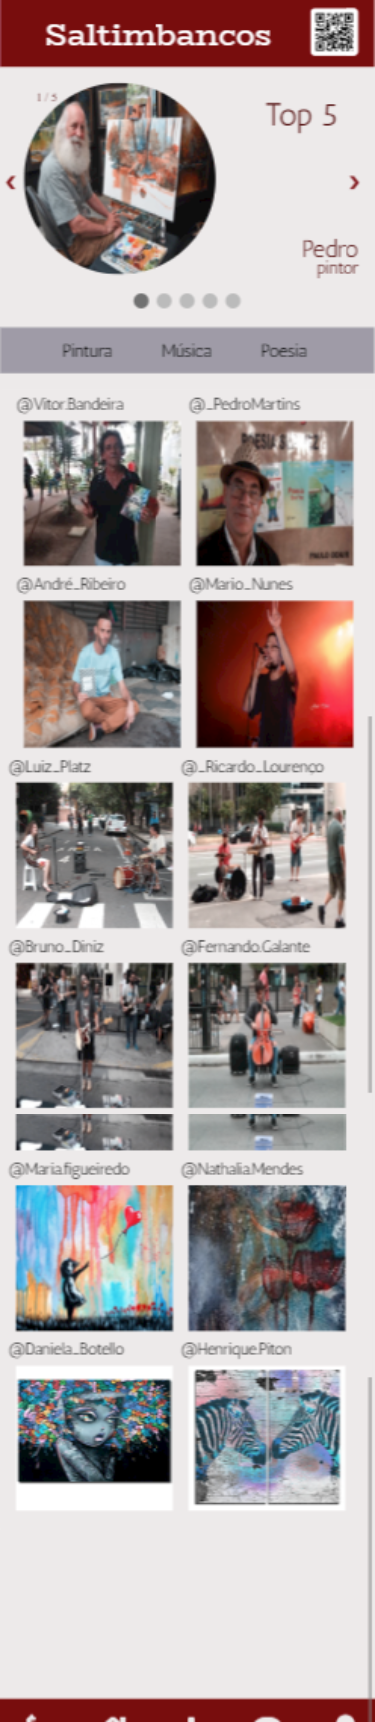 Saltimbancos
1 / 5
Top 5
‹ ›
Pedro
pintor
Pintura Música Poesia
@Vitor.Bandeira @_PedroMartins
@André_Ribeiro @Mario_Nunes
@Luiz_Platz @_Ricardo_Lourenço
@Bruno_Diniz @Fernando.Galante
@Maria.figueiredo @Nathalia.Mendes
@Daniela_Botello @Henrique.Piton